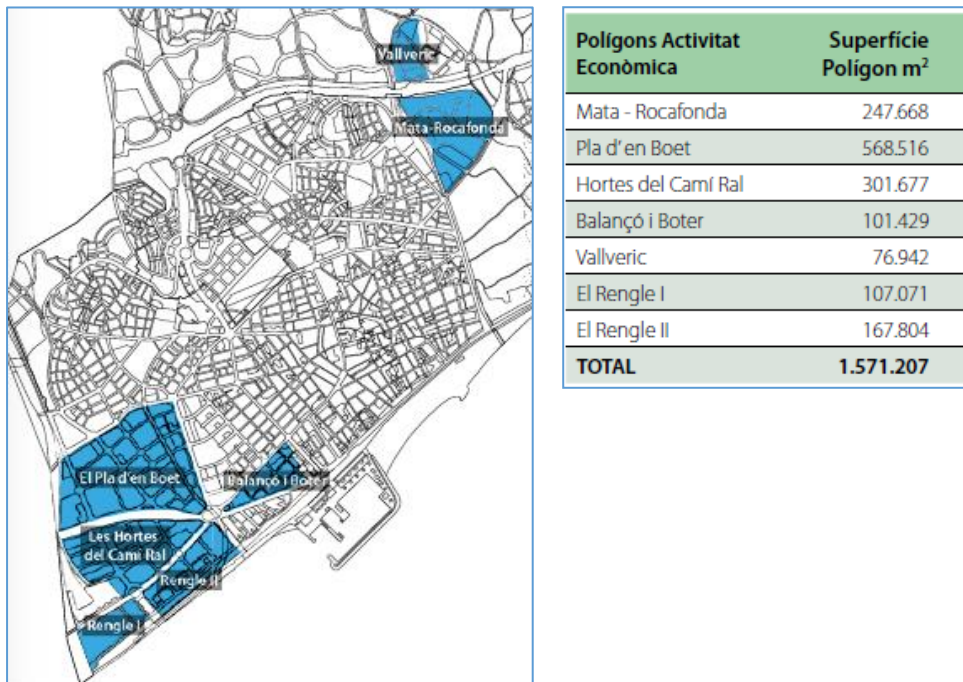 Vallveric
Mata-Rocafonda
El Pla d'en Boet
Balançó i Boter
Les Hortes
del Camí Ral
Rengle II
Rengle I
Polígons Activitat Econòmica
Superfície Polígon m²
Mata - Rocafonda 247.668
Pla d' en Boet 568.516
Hortes del Camí Ral 301.677
Balançó i Boter 101.429
Vallveric 76.942
El Rengle I 107.071
El Rengle II 167.804
TOTAL 1.571.207